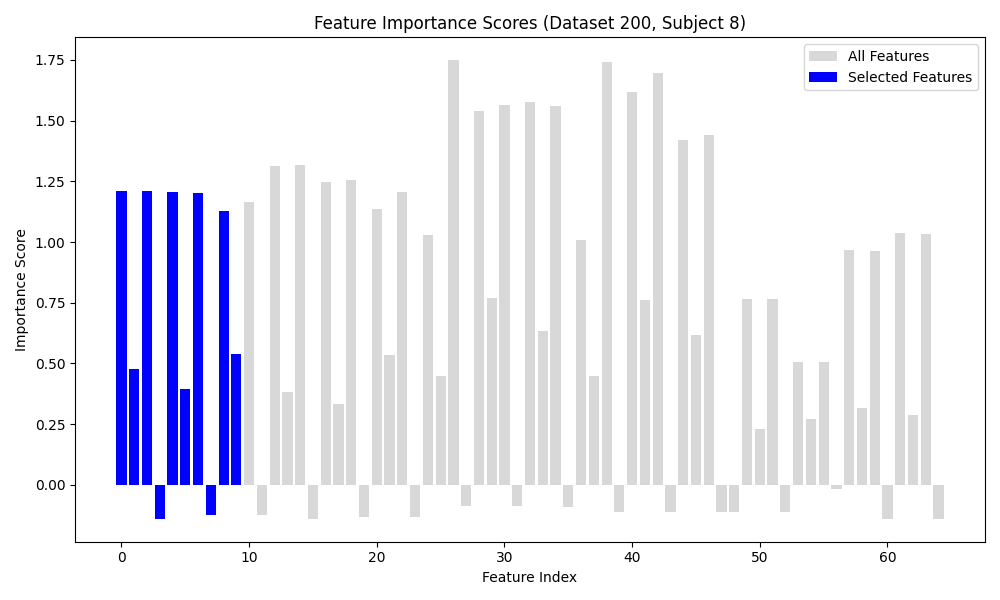 Feature Importance Scores (Dataset 200, Subject 8)
All Features
Selected Features
Importance Score
1.75
1.50
1.25
1.00
0.75
0.50
0.25
0.00
0 10 20 30 40 50 60
Feature Index